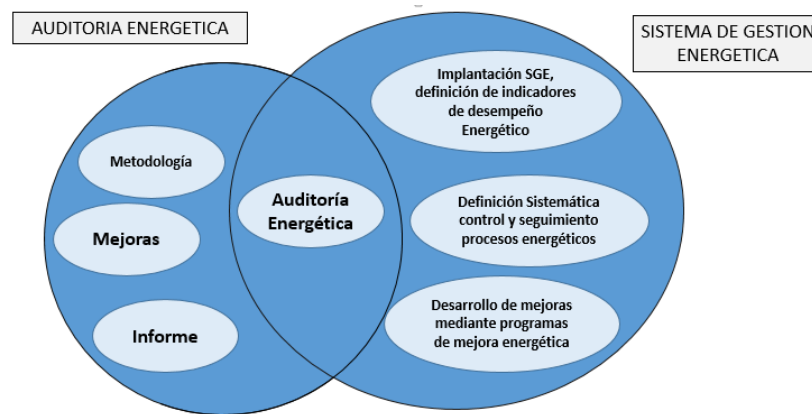 AUDITORIA ENERGETICA
SISTEMA DE GESTION
ENERGETICA
Metodología
Mejoras
Informe
Auditoría
Energética
Implantación SGE,
definición de indicadores
de desempeño
Energético
Definición Sistemática
control y seguimiento
procesos energéticos
Desarrollo de mejoras
mediante programas
de mejora energética